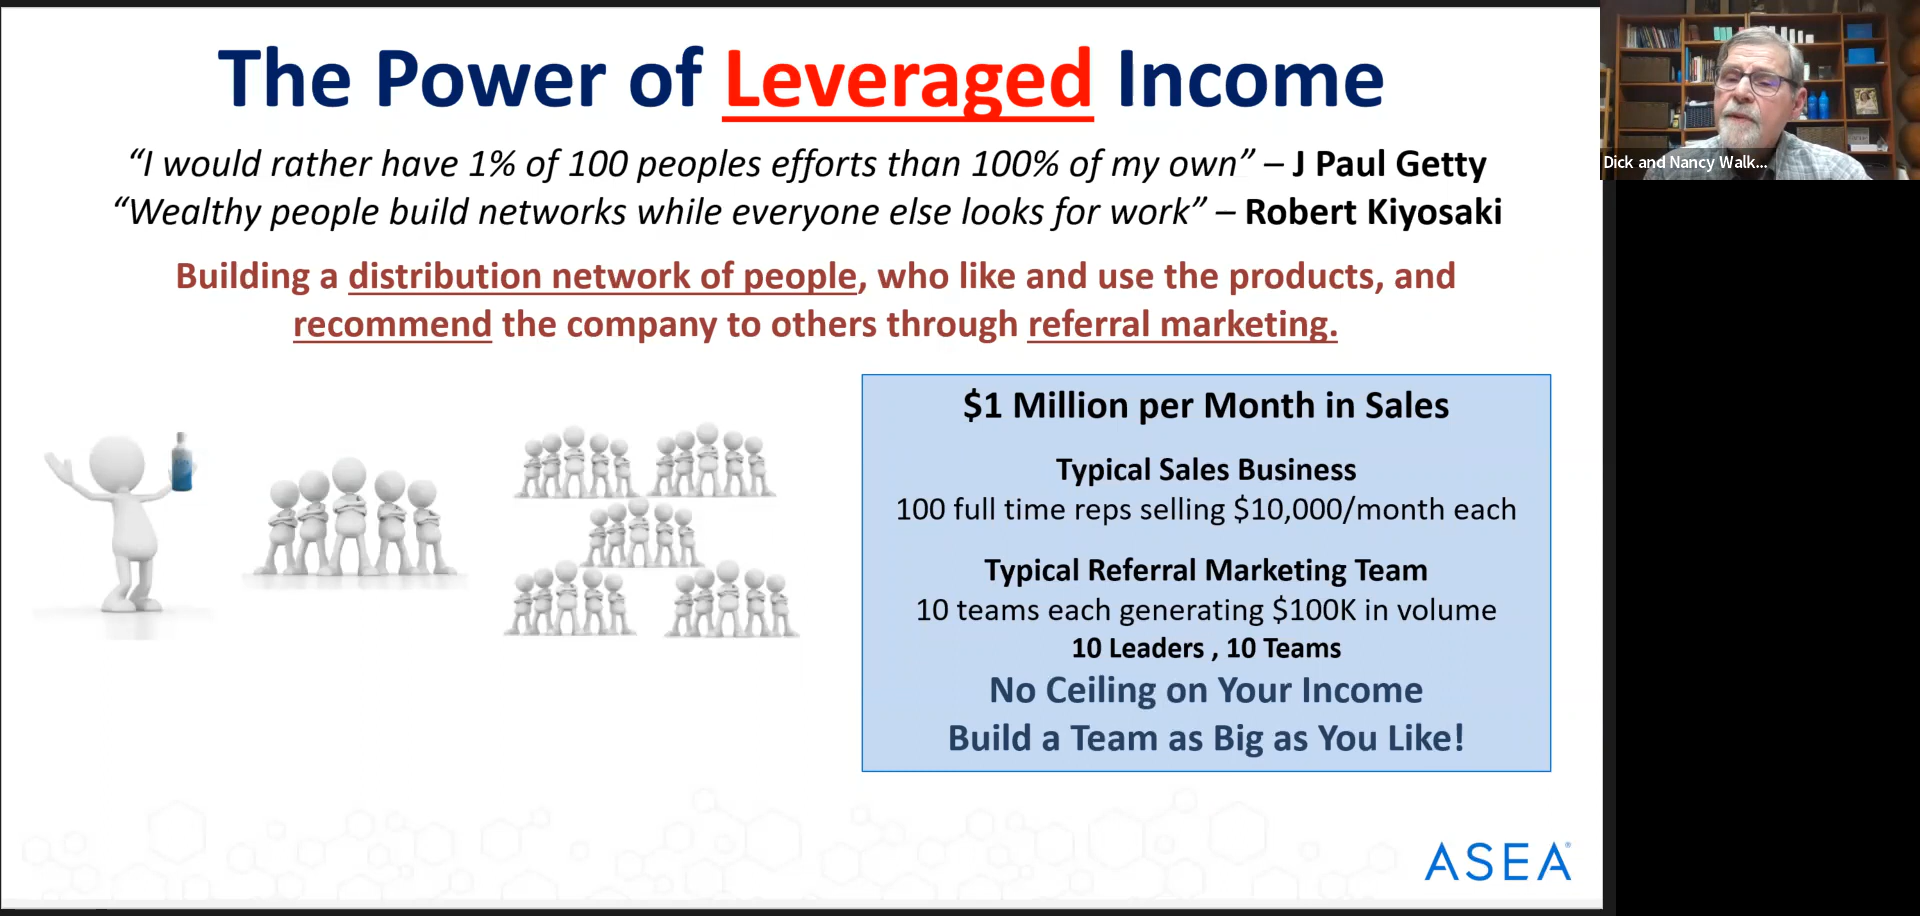 The Power of Leveraged Income
“I would rather have 1% of 100 peoples efforts than 100% of my own” – J Paul Getty
“Wealthy people build networks while everyone else looks for work” – Robert Kiyosaki
Building a distribution network of people, who like and use the products, and
recommend the company to others through referral marketing.
$1 Million per Month in Sales
Typical Sales Business
100 full time reps selling $10,000/month each
Typical Referral Marketing Team
10 teams each generating $100K in volume
10 Leaders , 10 Teams
No Ceiling on Your Income
Build a Team as Big as You Like!
ASEA®
Dick and Nancy Walk...